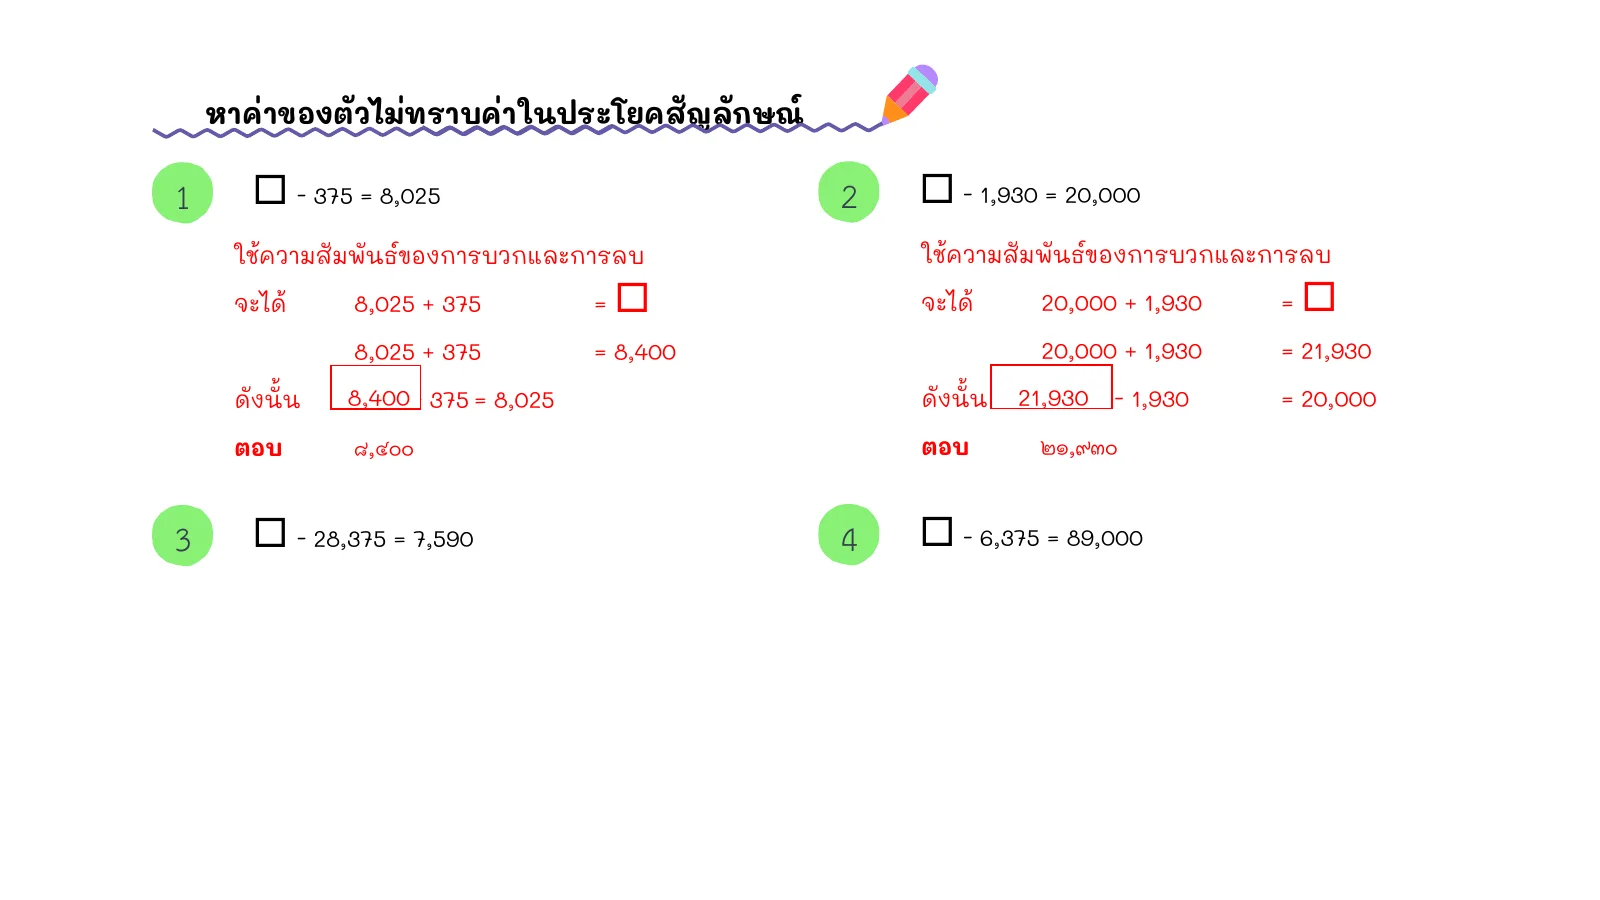 หาค่าของตัวไม่ทราบค่าในประโยคสัญลักษณ์
1 □ - 375 = 8,025
ใช้ความสัมพันธ์ของการบวกและการลบ
จะได้ 8,025 + 375 = □
8,025 + 375 = 8,400
ดังนั้น 8,400 375 = 8,025
ตอบ ๘,๔๐๐
2 □ - 1,930 = 20,000
ใช้ความสัมพันธ์ของการบวกและการลบ
จะได้ 20,000 + 1,930 = □
20,000 + 1,930 = 21,930
ดังนั้น 21,930 - 1,930 = 20,000
ตอบ ๒๑,๙๓๐
3 □ - 28,375 = 7,590
4 □ - 6,375 = 89,000